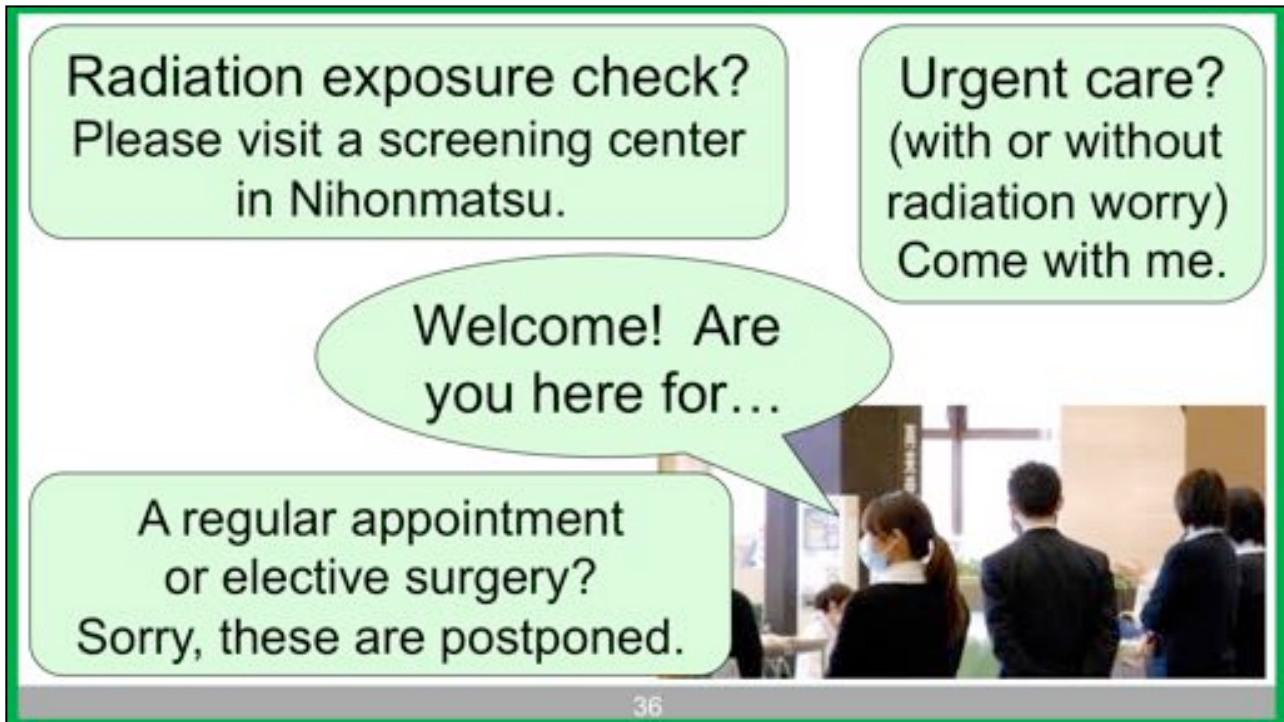 Radiation exposure check?
Please visit a screening center
in Nihonmatsu.
Urgent care?
(with or without
radiation worry)
Come with me.
Welcome!  Are
you here for…
A regular appointment
or elective surgery?
Sorry, these are postponed.
36